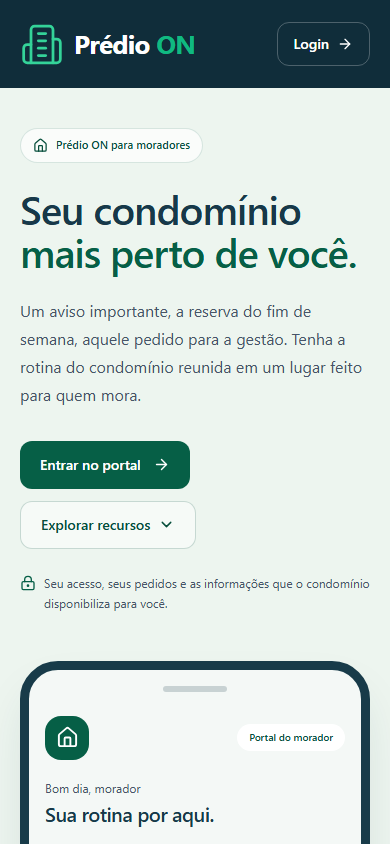 Prédio ON
Login
Prédio ON para moradores
Seu condomínio
mais perto de você.
Um aviso importante, a reserva do fim de
semana, aquele pedido para a gestão. Tenha a
rotina do condomínio reunida em um lugar feito
para quem mora.
Entrar no portal
Explorar recursos
Seu acesso, seus pedidos e as informações que o condomínio
disponibiliza para você.
Portal do morador
Bom dia, morador
Sua rotina por aqui.